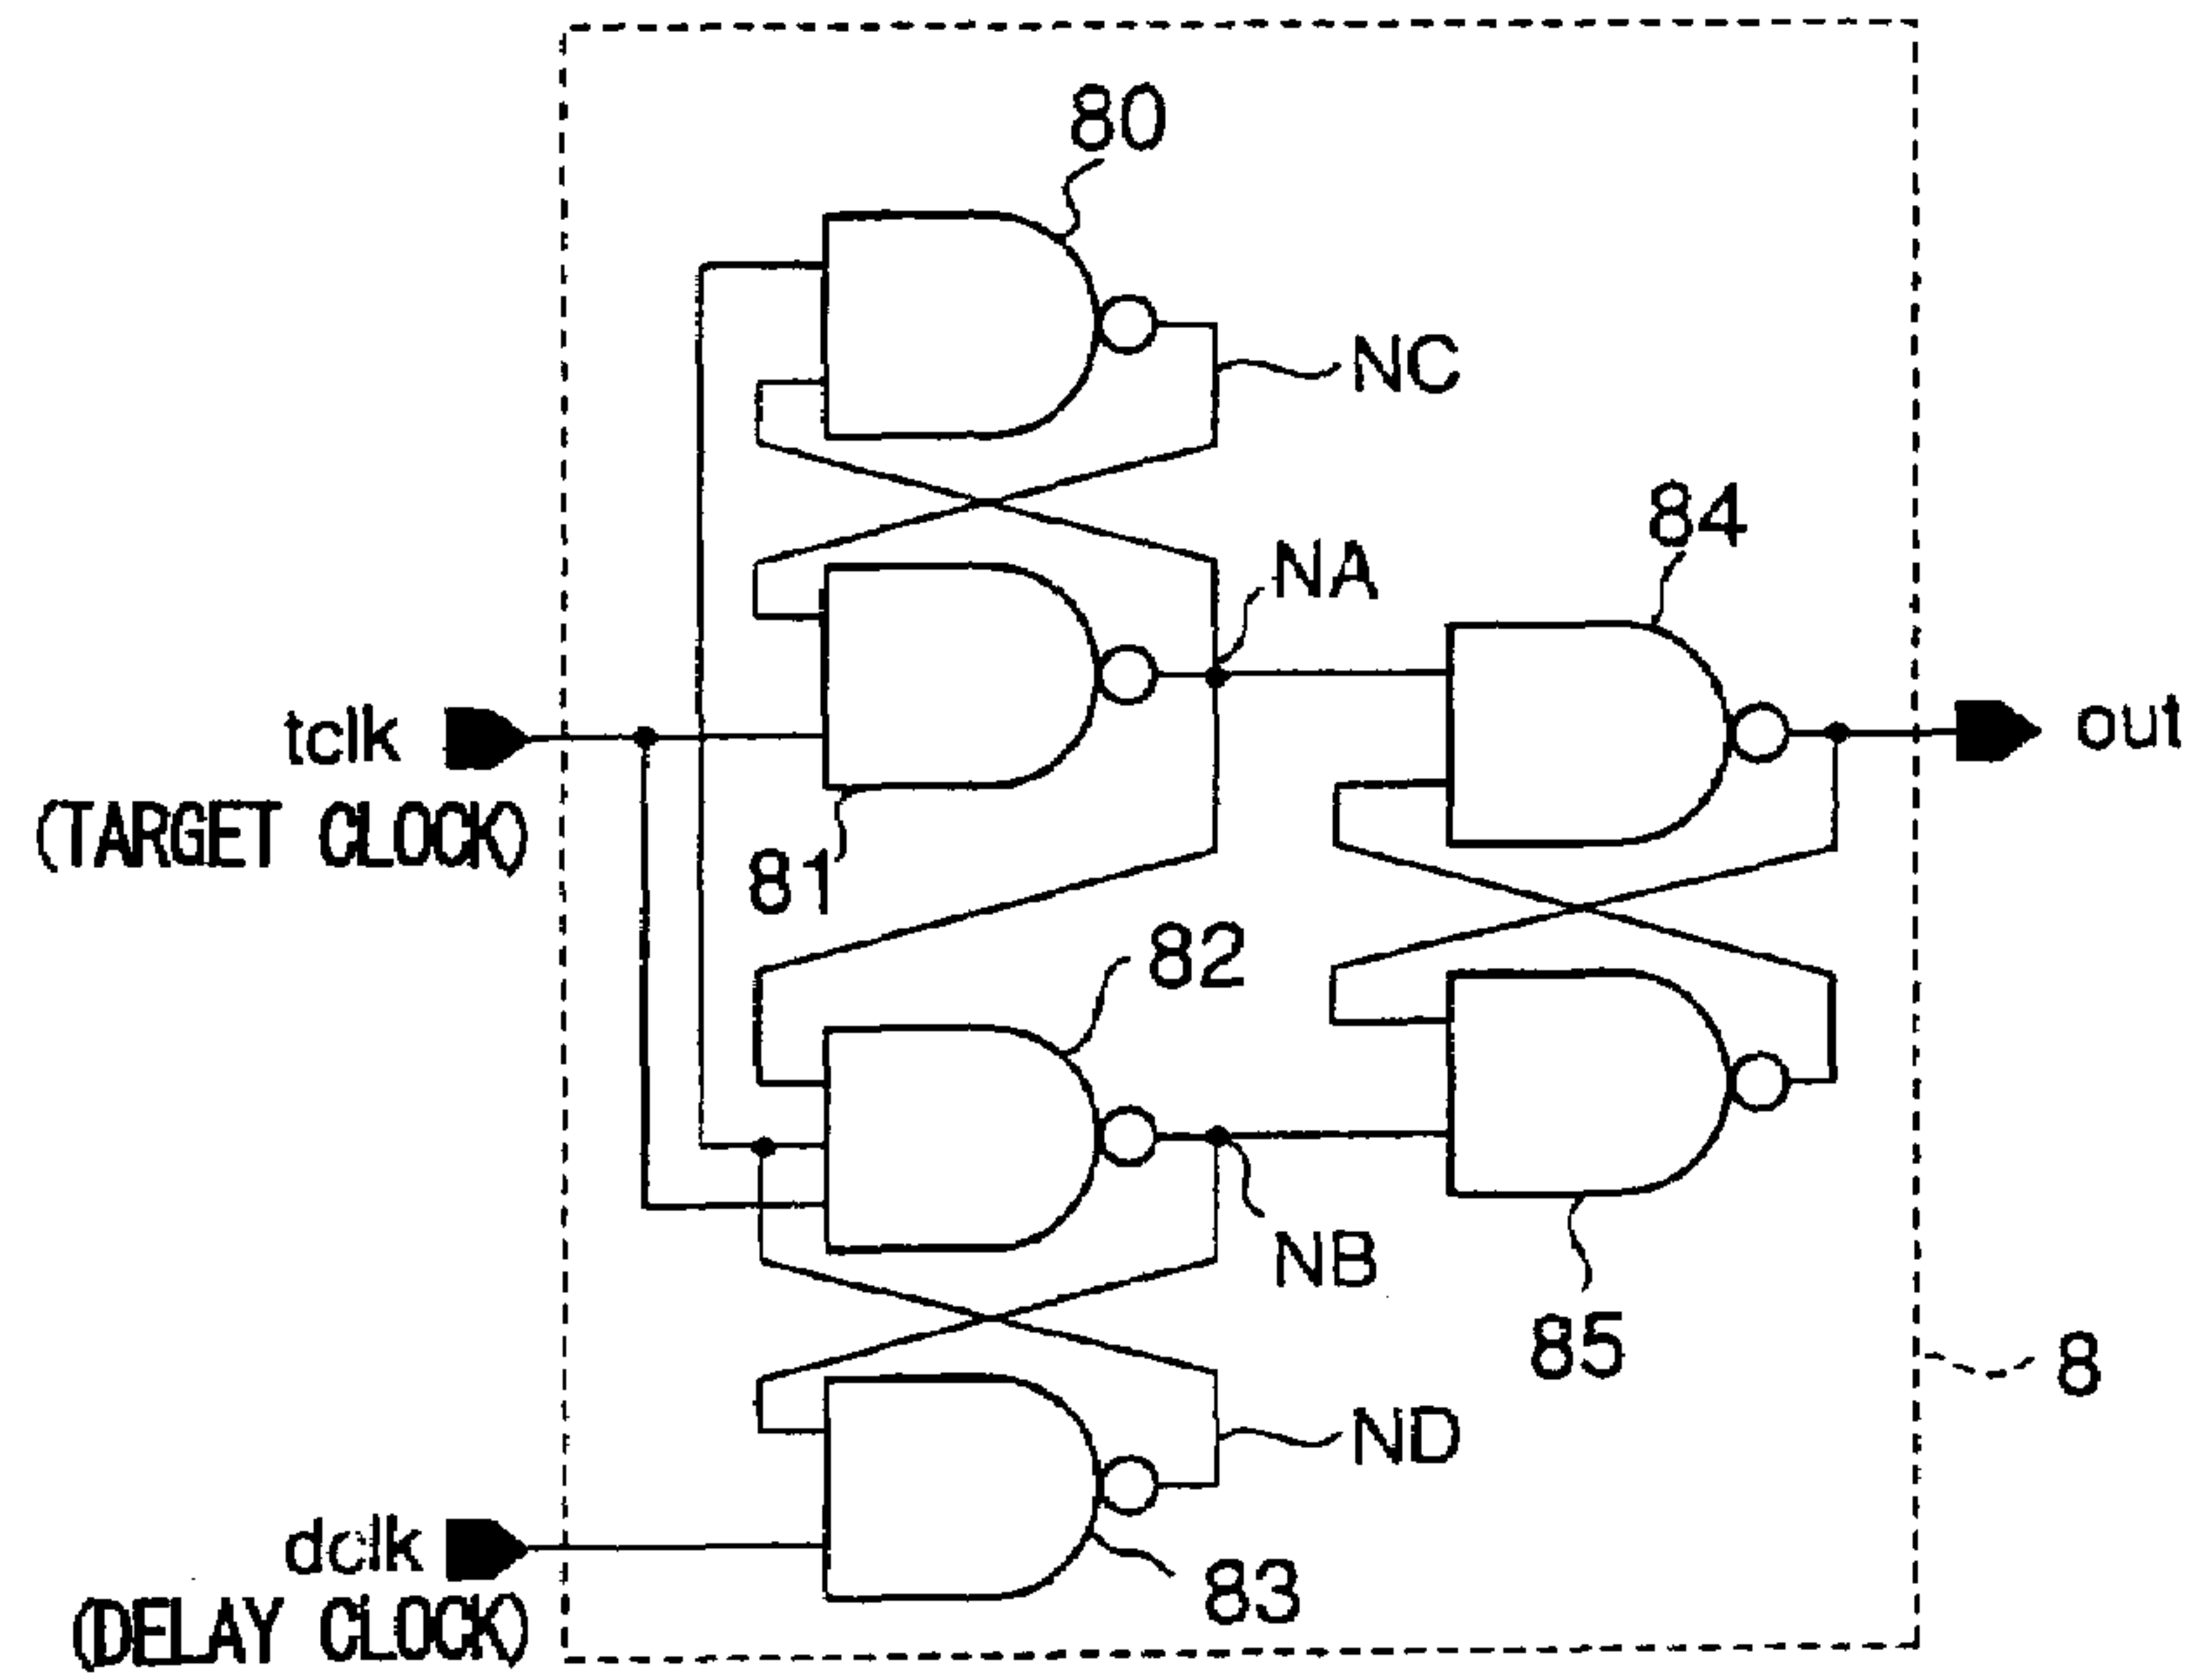 80
NC
84
NA
tclk
out
(TARGET CLOCK)
81
82
NB
85
8
ND
dclk
83
(DELAY CLOCK)